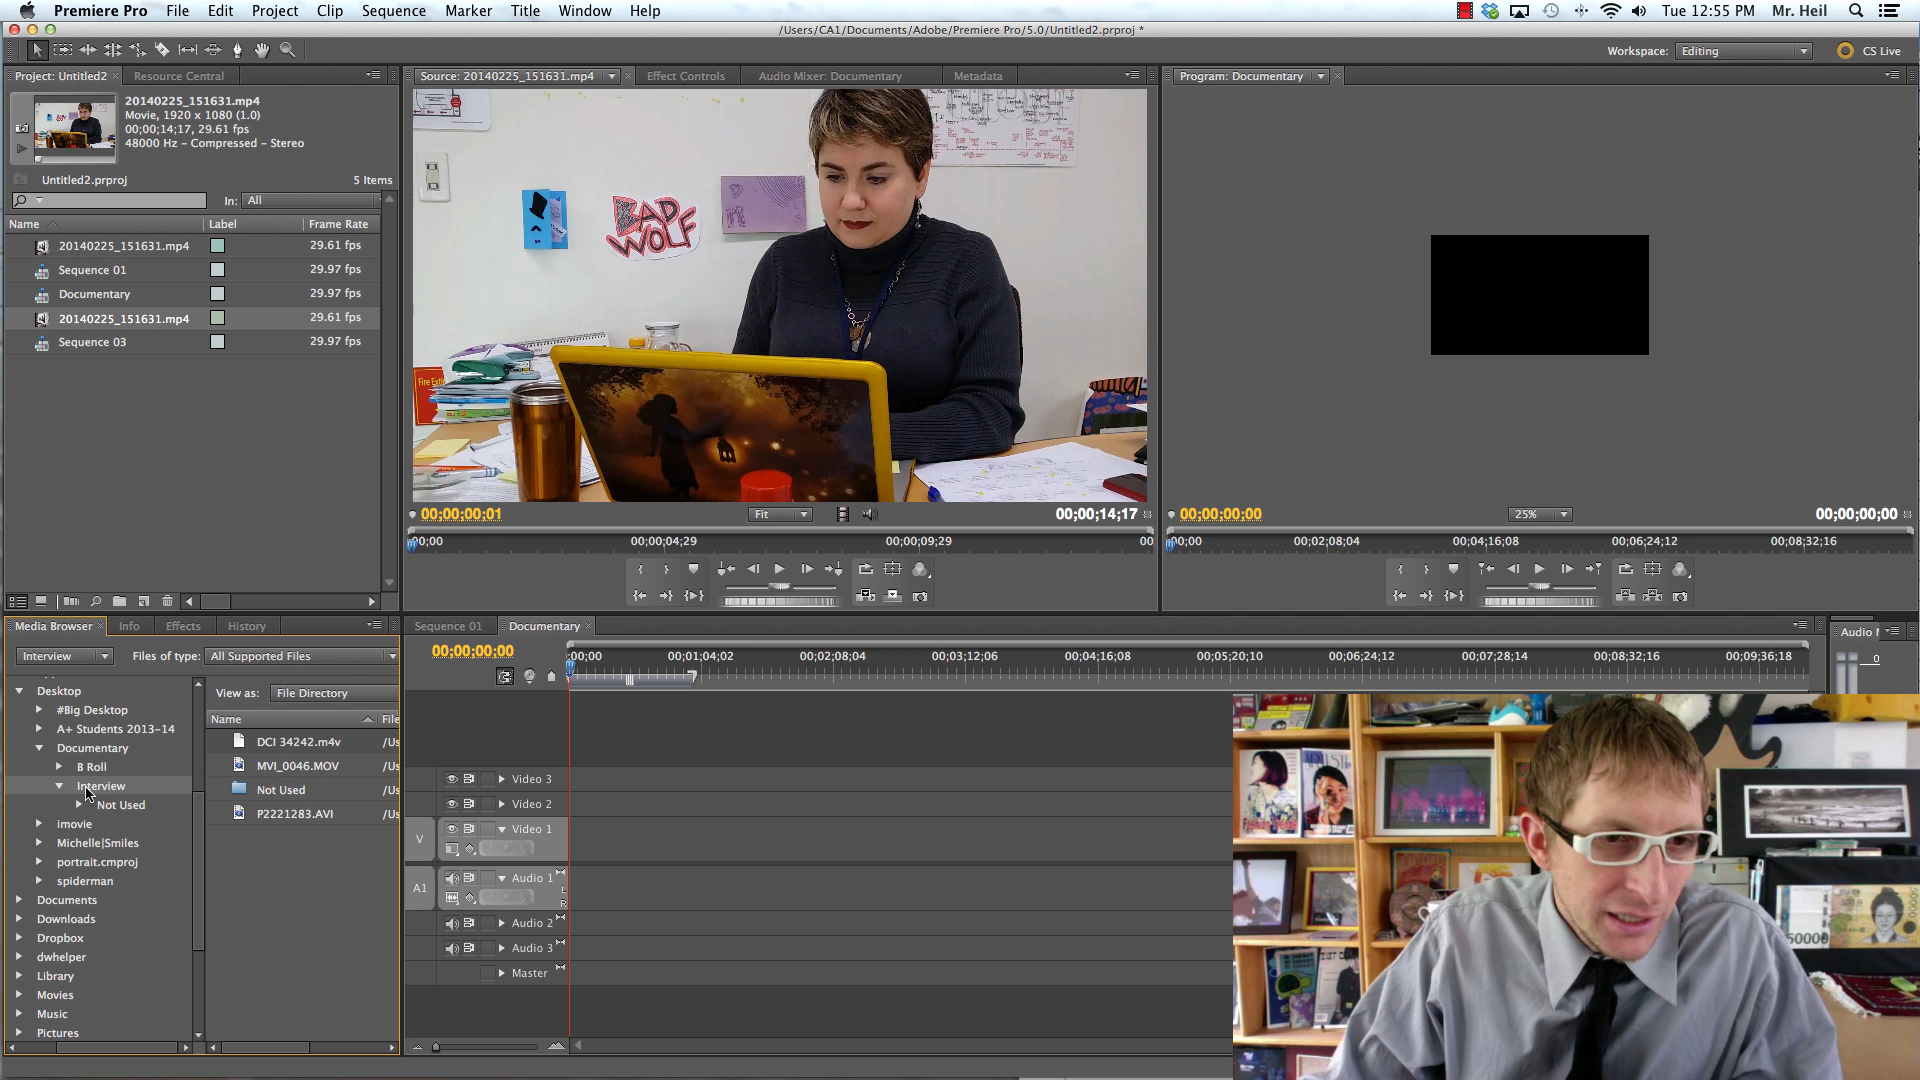 Premiere Pro File Edit Project Clip Sequence Marker Title Window Help Tue 12:55 PM Mr. Heil
/Users/CA1/Documents/Adobe/Premiere Pro/5.0/Untitled2.prproj *
Workspace: Editing CS Live
Project: Untitled2 Resource Central
Source: 20140225_151631.mp4 Effect Controls Audio Mixer: Documentary Metadata
Program: Documentary
20140225_151631.mp4
Movie, 1920 x 1080 (1.0)
00;00;14;17, 29.61 fps
48000 Hz - Compressed - Stereo
Untitled2.prproj 5 Items
In: All
Name Label Frame Rate
20140225_151631.mp4 29.61 fps
Sequence 01 29.97 fps
Documentary 29.97 fps
20140225_151631.mp4 29.61 fps
Sequence 03 29.97 fps
BAD
WOLF
00;00;00;01 Fit 00;00;14;17
00;00 00;00;04;29 00;00;09;29 00
00;00;00;00 25% 00;00;00;00
00;00 00;02;08;04 00;04;16;08 00;06;24;12 00;08;32;16
Media Browser Info Effects History
Interview Files of type: All Supported Files
Desktop
#Big Desktop
A+ Students 2013-14
Documentary
B Roll
Interview
Not Used
imovie
Michelle|Smiles
portrait.cmproj
spiderman
Documents
Downloads
Dropbox
dwhelper
Library
Movies
Music
Pictures
View as: File Directory
Name File
DCI 34242.m4v /Us
MVI_0046.MOV /Us
Not Used /Us
P2221283.AVI /Us
Sequence 01 Documentary
00;00;00;00
;00;00 00;01;04;02 00;02;08;04 00;03;12;06 00;04;16;08 00;05;20;10 00;06;24;12 00;07;28;14 00;08;32;16 00;09;36;18
Video 3
Video 2
V Video 1
A1 Audio 1
L
R
Audio 2
Audio 3
Master
Audio
0
50000